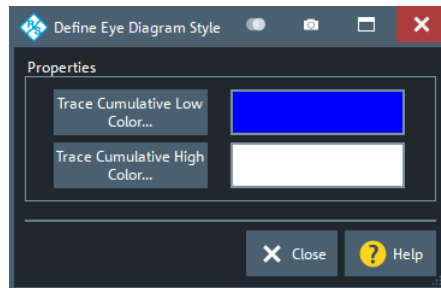 Define Eye Diagram Style
Properties
Trace Cumulative Low
Color...
Trace Cumulative High
Color...
Close
Help